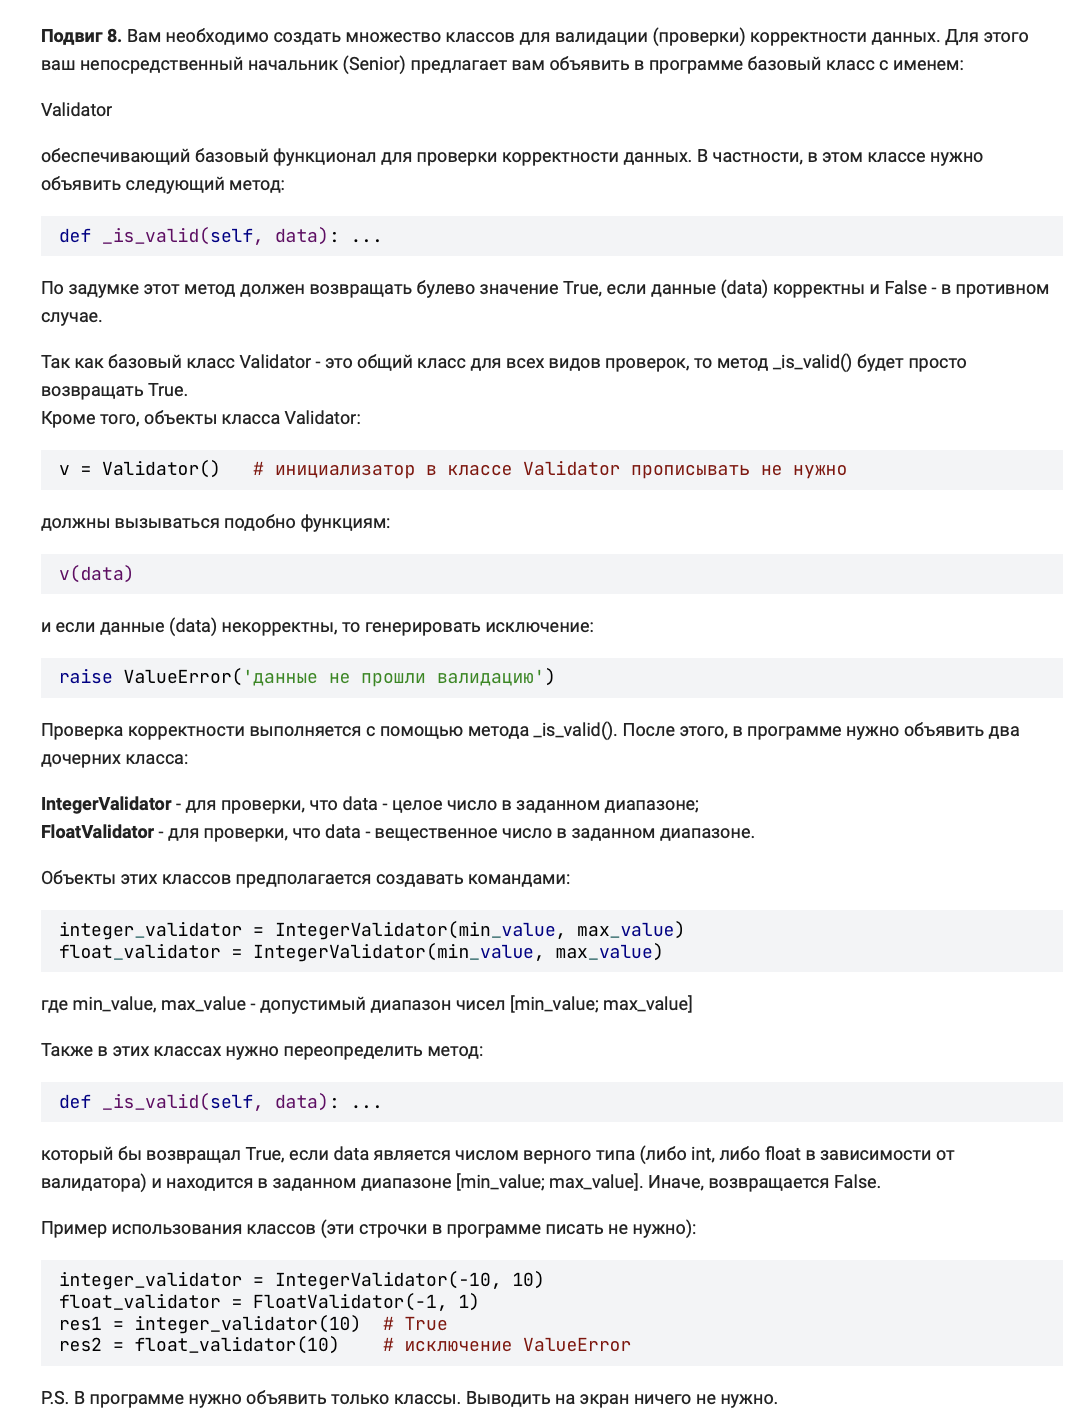 Подвиг 8. Вам необходимо создать множество классов для валидации (проверки) корректности данных. Для этого
ваш непосредственный начальник (Senior) предлагает вам объявить в программе базовый класс с именем:
Validator
обеспечивающий базовый функционал для проверки корректности данных. В частности, в этом классе нужно
объявить следующий метод:
def _is_valid(self, data): ...
По задумке этот метод должен возвращать булево значение True, если данные (data) корректны и False - в противном
случае.
Так как базовый класс Validator - это общий класс для всех видов проверок, то метод _is_valid() будет просто
возвращать True.
Кроме того, объекты класса Validator:
v = Validator()   # инициализатор в классе Validator прописывать не нужно
должны вызываться подобно функциям:
v(data)
и если данные (data) некорректны, то генерировать исключение:
raise ValueError('данные не прошли валидацию')
Проверка корректности выполняется с помощью метода _is_valid(). После этого, в программе нужно объявить два
дочерних класса:
IntegerValidator - для проверки, что data - целое число в заданном диапазоне;
FloatValidator - для проверки, что data - вещественное число в заданном диапазоне.
Объекты этих классов предполагается создавать командами:
integer_validator = IntegerValidator(min_value, max_value)
float_validator = IntegerValidator(min_value, max_value)
где min_value, max_value - допустимый диапазон чисел [min_value; max_value]
Также в этих классах нужно переопределить метод:
def _is_valid(self, data): ...
который бы возвращал True, если data является числом верного типа (либо int, либо float в зависимости от
валидатора) и находится в заданном диапазоне [min_value; max_value]. Иначе, возвращается False.
Пример использования классов (эти строчки в программе писать не нужно):
integer_validator = IntegerValidator(-10, 10)
float_validator = FloatValidator(-1, 1)
res1 = integer_validator(10)  # True
res2 = float_validator(10)    # исключение ValueError
P.S. В программе нужно объявить только классы. Выводить на экран ничего не нужно.